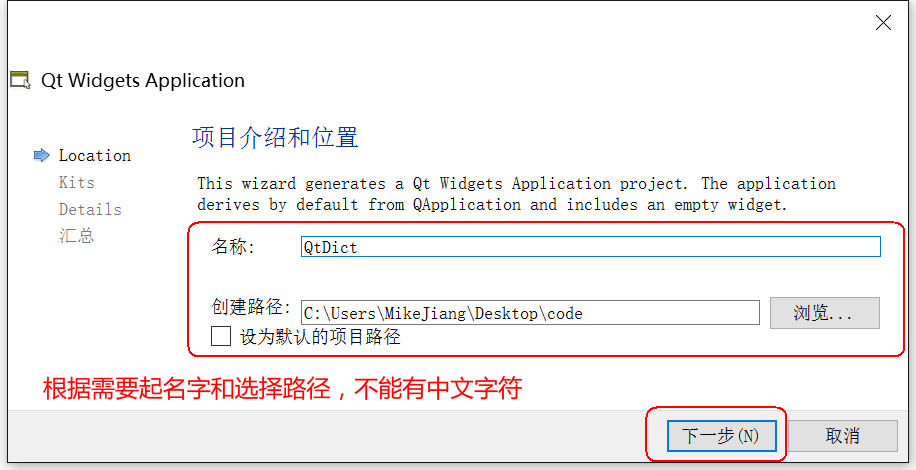 Qt Widgets Application
Location
Kits
Details
汇总
项目介绍和位置
This wizard generates a Qt Widgets Application project. The application
derives by default from QApplication and includes an empty widget.
名称: QtDict
创建路径: C:\Users\MikeJiang\Desktop\code 浏览...
设为默认的项目路径
根据需要起名字和选择路径，不能有中文字符
下一步(N) 取消